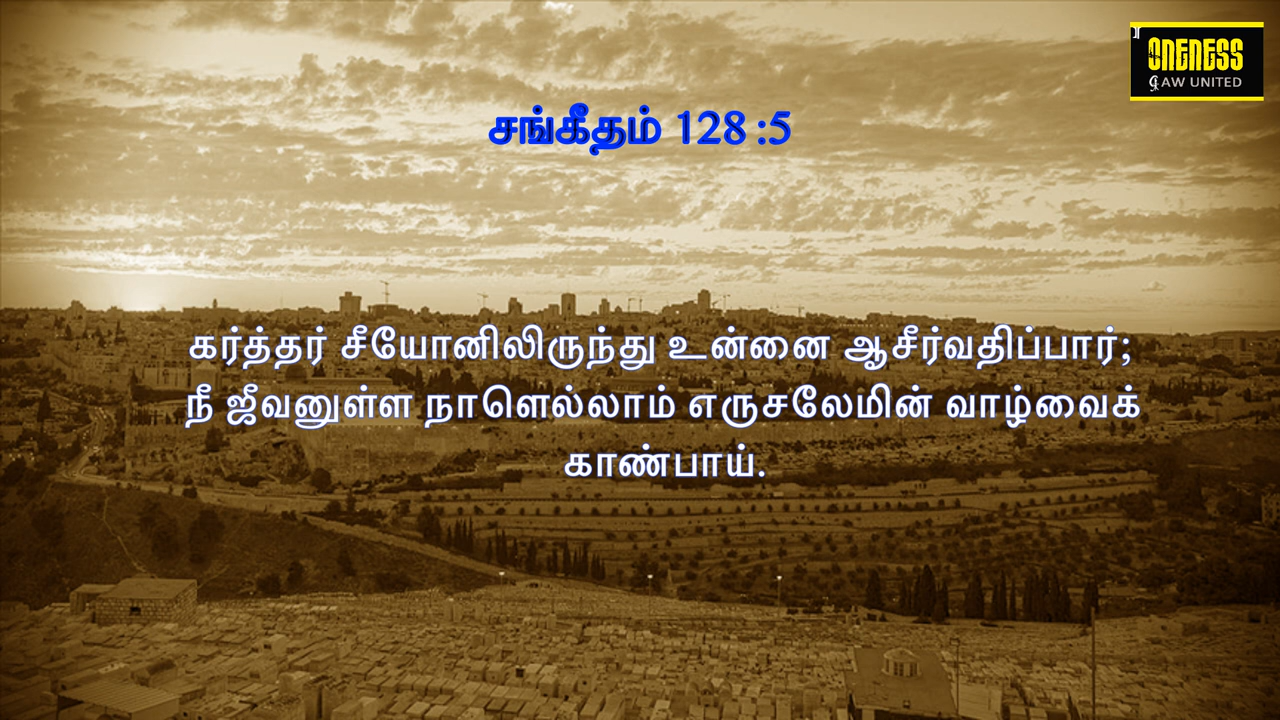 ONENESS
LAW UNITED
சங்கீதம் 128 :5
கர்த்தர் சீயோனிலிருந்து உன்னை ஆசீர்வதிப்பார்;
நீ ஜீவனுள்ள நாளெல்லாம் எருசலேமின் வாழ்வைக்
காண்பாய்.